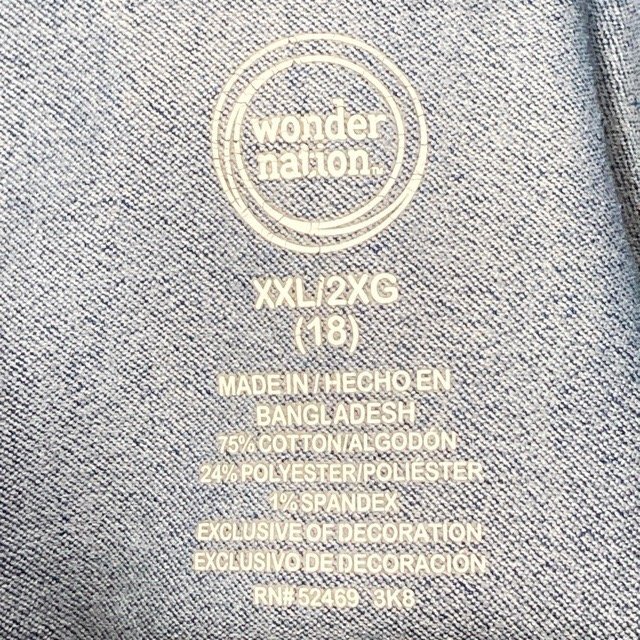 wonder
nation™
XXL/2XG
(18)
MADE IN / HECHO EN
BANGLADESH
75% COTTON/ALGODÓN
24% POLYESTER/POLIÉSTER
1% SPANDEX
EXCLUSIVE OF DECORATION
EXCLUSIVO DE DECORACIÓN
RN# 52469 3K8